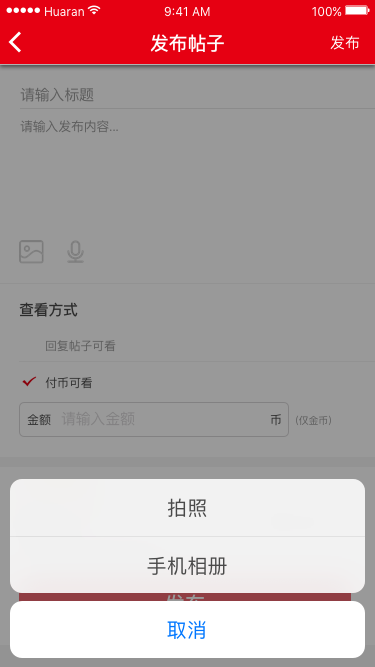 ●●●●● Huaran 9:41 AM 100%
发布帖子 发布
请输入标题
请输入发布内容...
查看方式
回复帖子可看
付币可看
金额 请输入金额 币 (仅金币)
拍照
手机相册
发布
取消